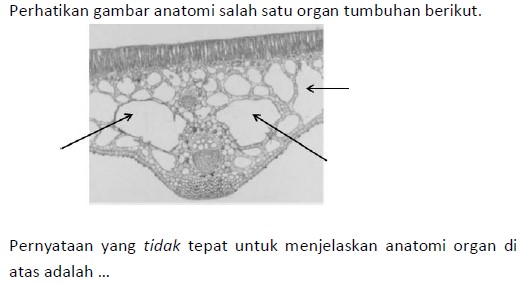 Perhatikan gambar anatomi salah satu organ tumbuhan berikut.
Pernyataan yang tidak tepat untuk menjelaskan anatomi organ di
atas adalah ...